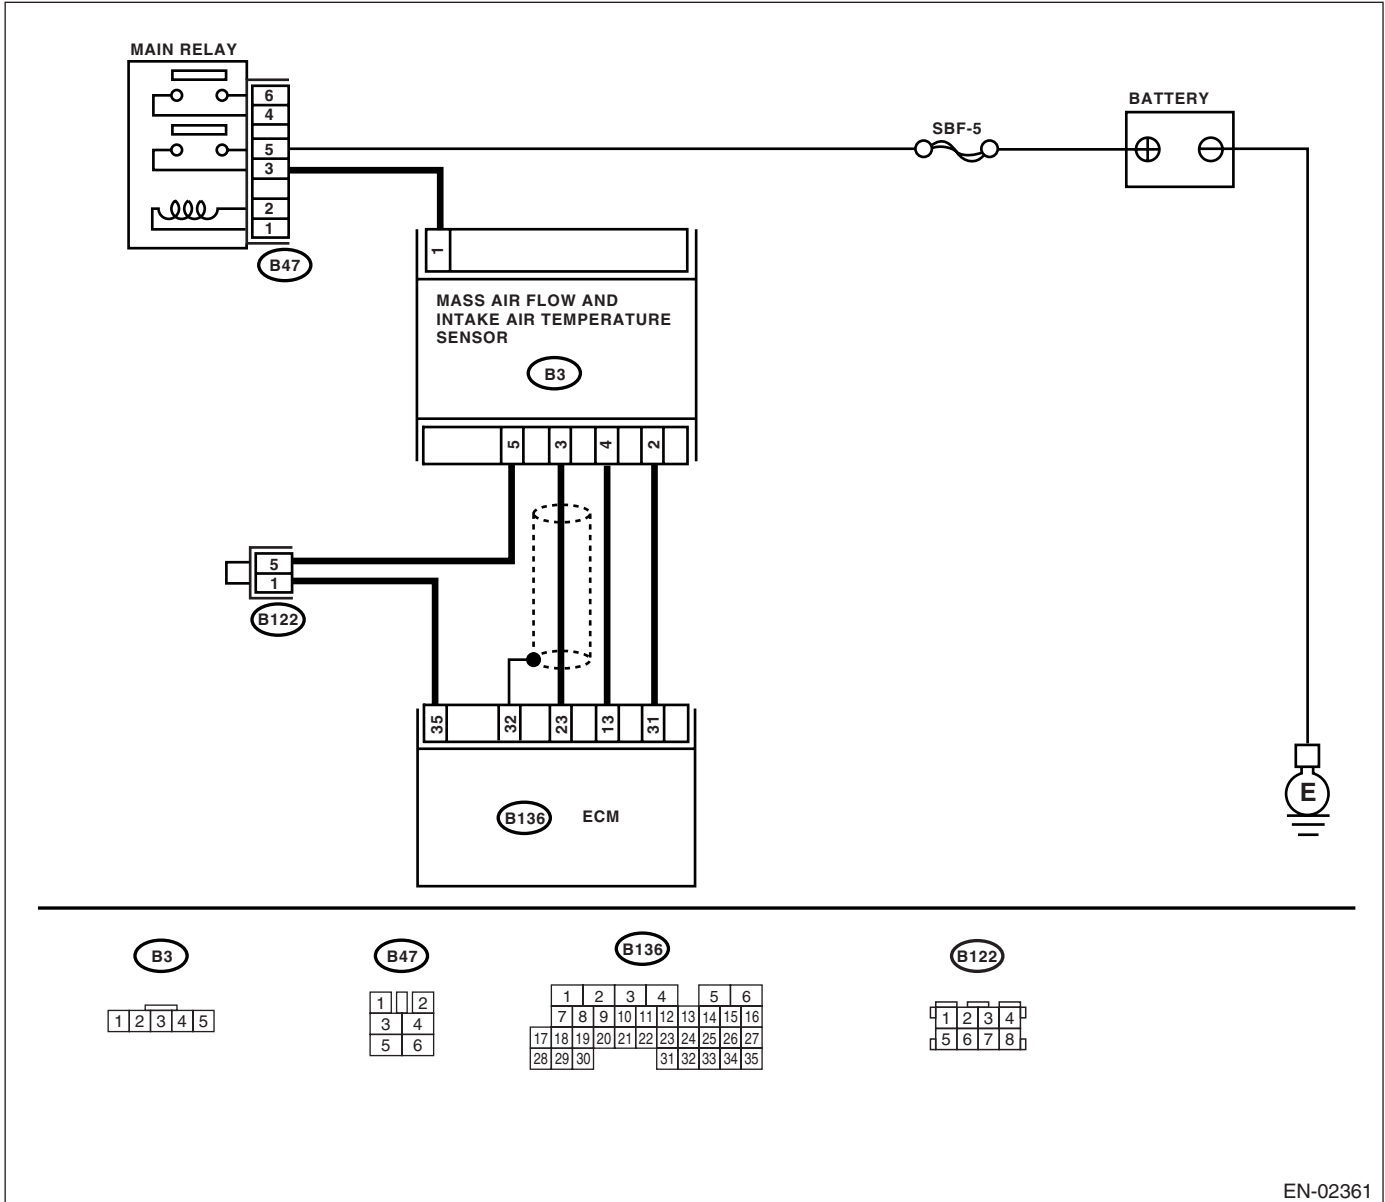 MAIN RELAY
6
4
5
3
2
1
B47
SBF-5
BATTERY
1
MASS AIR FLOW AND
INTAKE AIR TEMPERATURE
SENSOR
B3
5 3 4 2
5
1
B122
35 32 23 13 31
B136 ECM
E
B3
1 2 3 4 5
B47
1 2
3 4
5 6
B136
1 2 3 4 5 6
7 8 9 10 11 12 13 14 15 16
17 18 19 20 21 22 23 24 25 26 27
28 29 30 31 32 33 34 35
B122
1 2 3 4
5 6 7 8
EN-02361